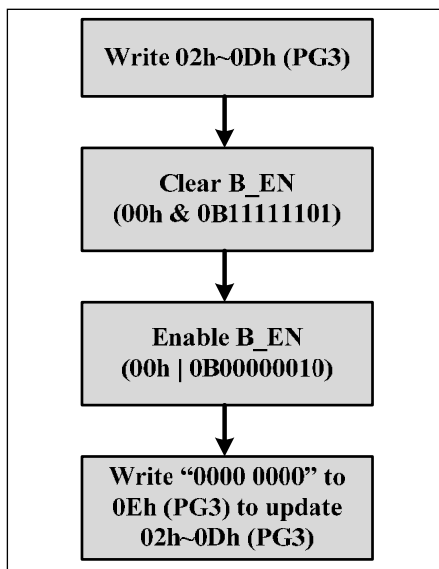 Write 02h~0Dh (PG3)
Clear B_EN
(00h & 0B11111101)
Enable B_EN
(00h | 0B00000010)
Write “0000 0000” to
0Eh (PG3) to update
02h~0Dh (PG3)